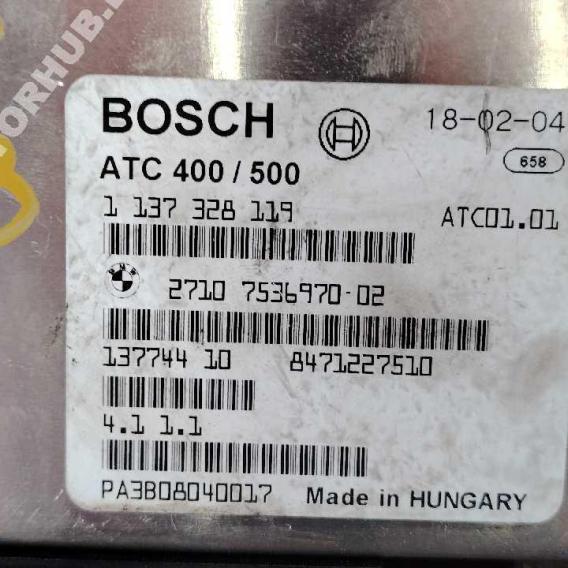 BOSCH
18-02-04
ATC 400 / 500
658
1 137 328 119
ATC01.01
BMW
2710 7536970-02
137744 10 8471227510
4.1 1.1
PA3B08040017 Made in HUNGARY